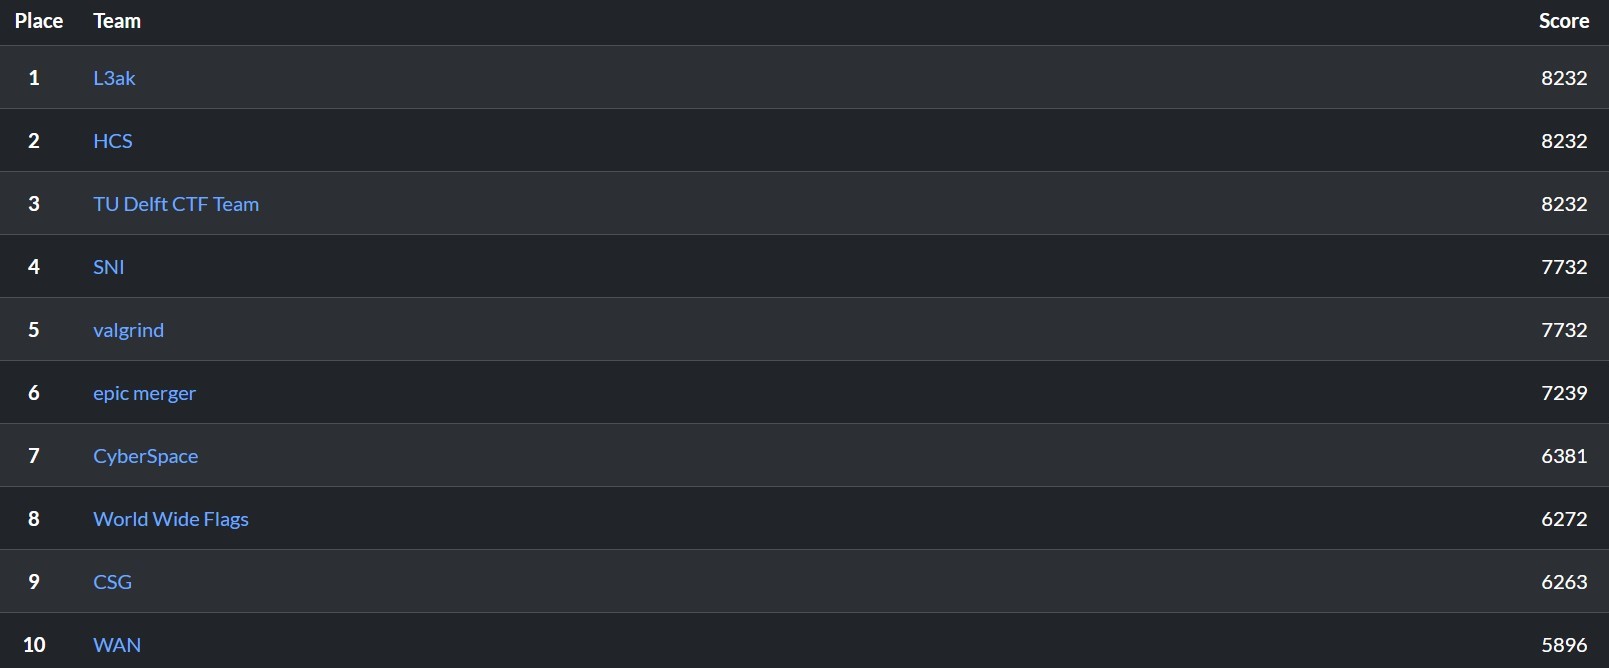 Place Team Score
1 L3ak 8232
2 HCS 8232
3 TU Delft CTF Team 8232
4 SNI 7732
5 valgrind 7732
6 epic merger 7239
7 CyberSpace 6381
8 World Wide Flags 6272
9 CSG 6263
10 WAN 5896